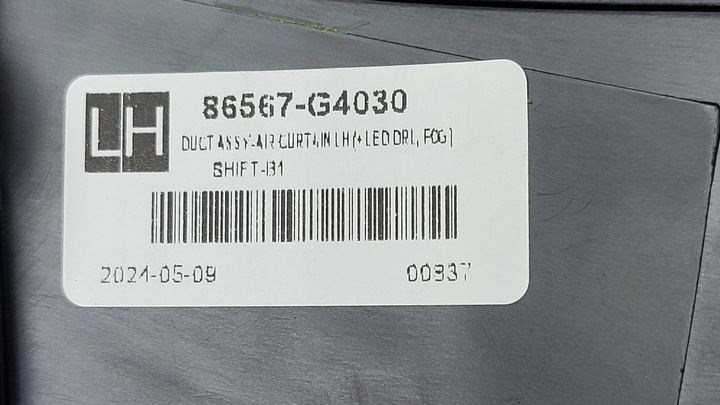 LH
86567-G4030
DUCT ASSY-AIR CURTAIN LH (+LED DRL, FOG)
SHIFT-B1
2024-05-09
00337